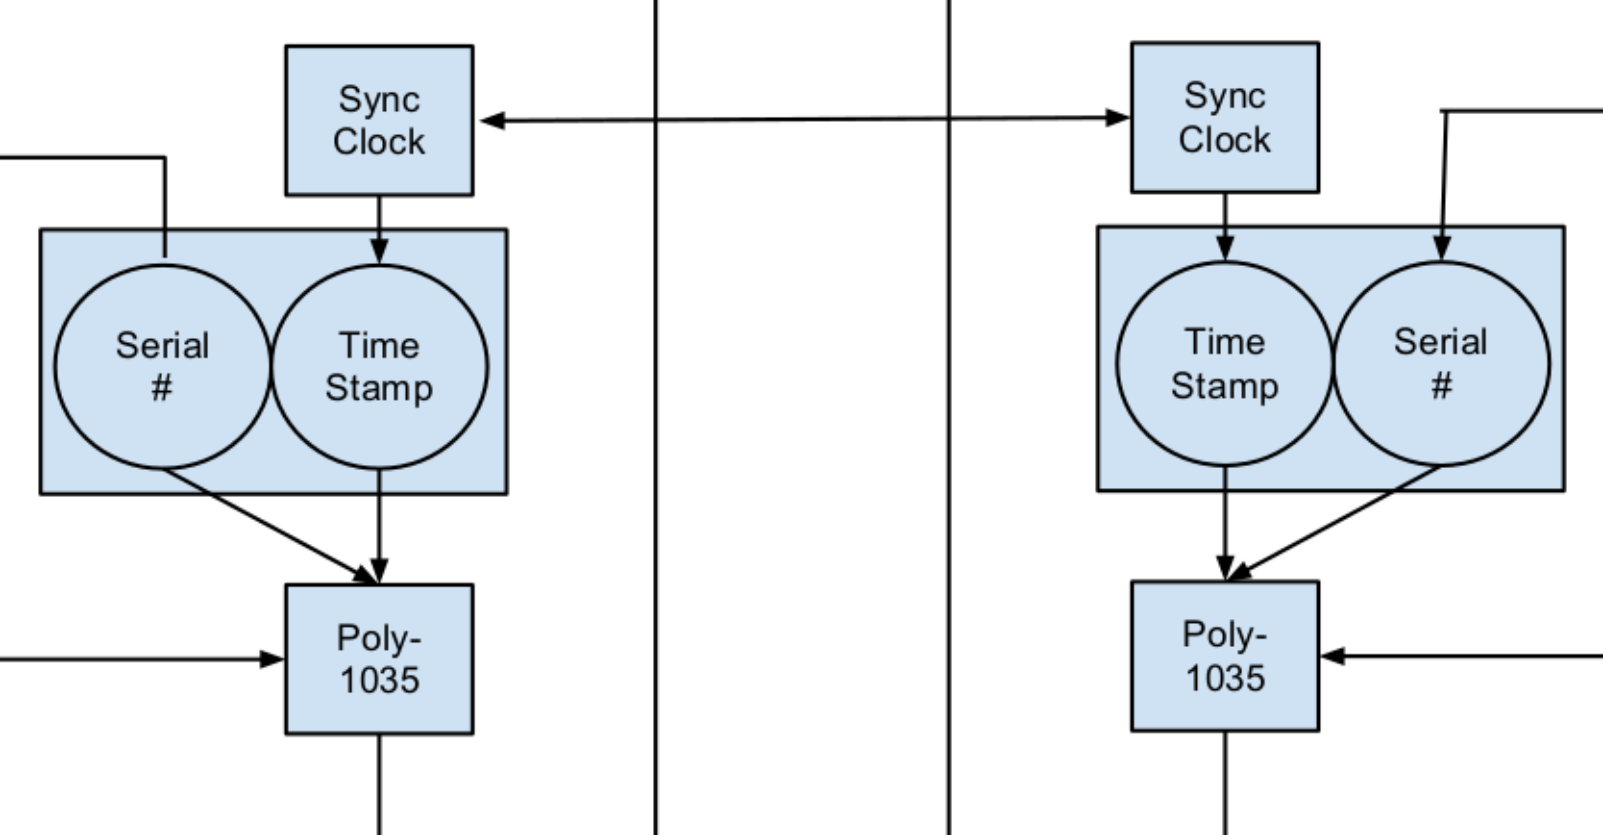 Sync
Clock
Sync
Clock
Serial
#
Time
Stamp
Time
Stamp
Serial
#
Poly-
1035
Poly-
1035